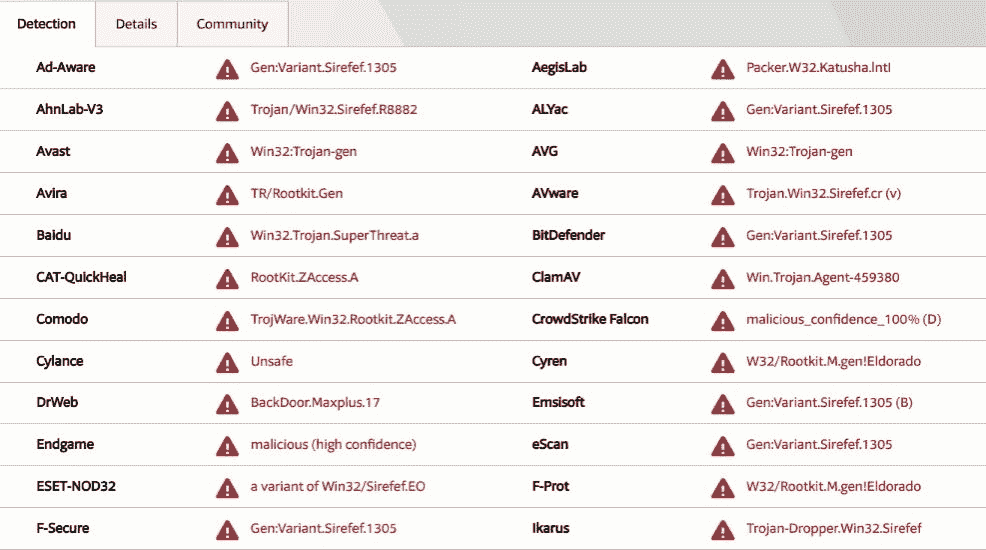 Detection Details Community
Ad-Aware Gen:Variant.Sirefef.1305 AegisLab Packer.W32.Katusha.lntI
AhnLab-V3 Trojan/Win32.Sirefef.R8882 ALYac Gen:Variant.Sirefef.1305
Avast Win32:Trojan-gen AVG Win32:Trojan-gen
Avira TR/Rootkit.Gen AVware Trojan.Win32.Sirefef.cr (v)
Baidu Win32.Trojan.SuperThreat.a BitDefender Gen:Variant.Sirefef.1305
CAT-QuickHeal RootKit.ZAccess.A ClamAV Win.Trojan.Agent-459380
Comodo TrojWare.Win32.Rootkit.ZAccess.A CrowdStrike Falcon malicious_confidence_100% (D)
Cylance Unsafe Cyren W32/Rootkit.M.gen!Eldorado
DrWeb BackDoor.Maxplus.17 Emsisoft Gen:Variant.Sirefef.1305 (B)
Endgame malicious (high confidence) eScan Gen:Variant.Sirefef.1305
ESET-NOD32 a variant of Win32/Sirefef.EO F-Prot W32/Rootkit.M.gen!Eldorado
F-Secure Gen:Variant.Sirefef.1305 Ikarus Trojan-Dropper.Win32.Sirefef